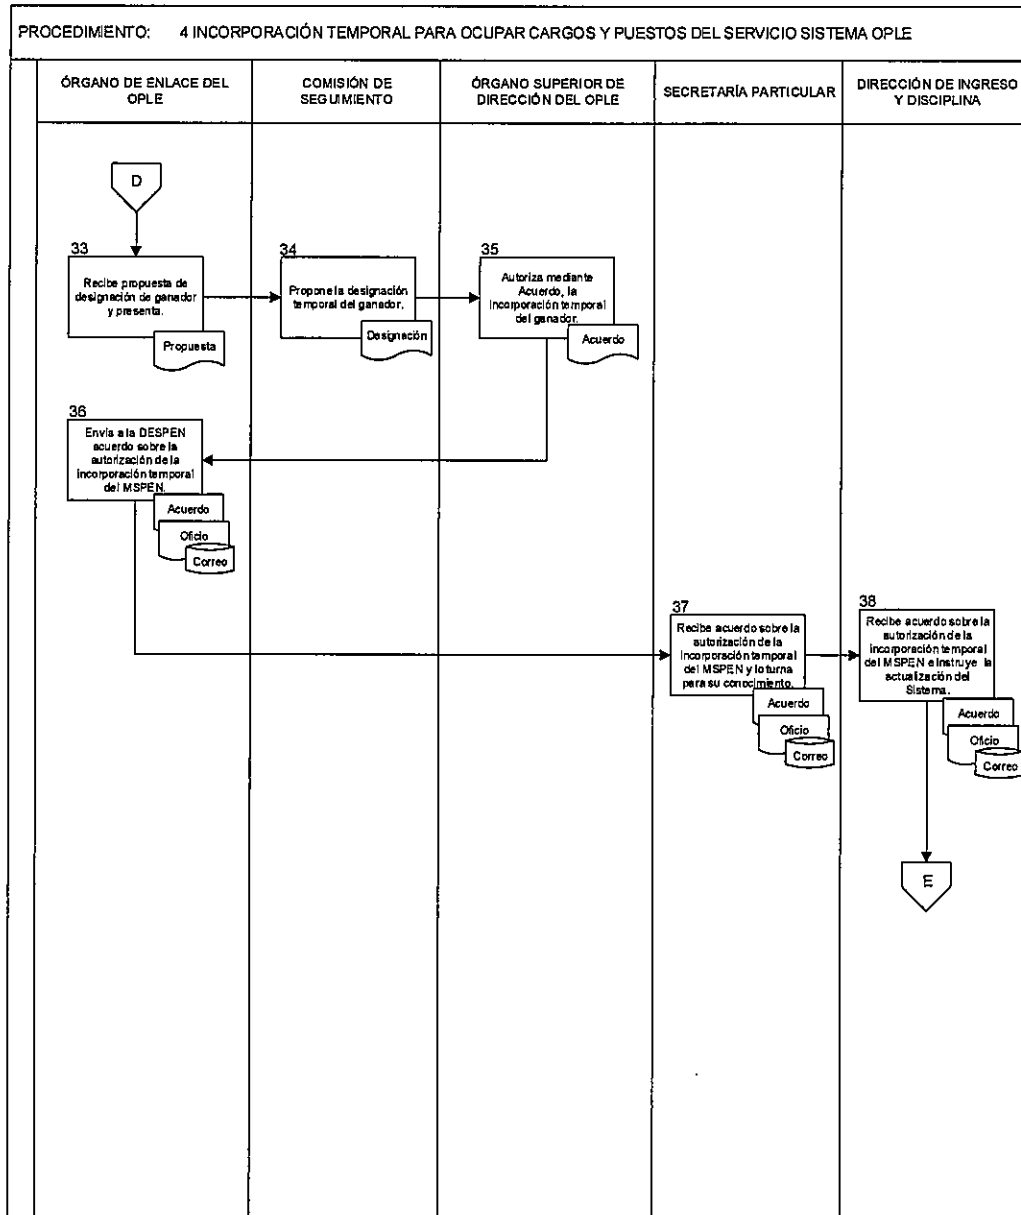 PROCEDIMIENTO: 4 INCORPORACIÓN TEMPORAL PARA OCUPAR CARGOS Y PUESTOS DEL SERVICIO SISTEMA OPLE
ÓRGANO DE ENLACE DEL
OPLE
COMISIÓN DE
SEGUIMIENTO
ÓRGANO SUPERIOR DE
DIRECCIÓN DEL OPLE
SECRETARÍA PARTICULAR
DIRECCIÓN DE INGRESO
Y DISCIPLINA
D
33
Recibe propuesta de
designación de ganador
y presenta.
Propuesta
34
Propone la designación
temporal del ganador.
Designación
35
Autoriza mediante
Acuerdo, la
incorporación temporal
del ganador.
Acuerdo
36
Envía a la DESPEN
acuerdo sobre la
autorización de la
incorporación temporal
del MSPEN.
Acuerdo
Oficio
Correo
37
Recibe acuerdo sobre la
autorización de la
incorporación temporal
del MSPEN y lo turna
para su conocimiento.
Acuerdo
Oficio
Correo
38
Recibe acuerdo sobre la
autorización de la
incorporación temporal
del MSPEN e instruye la
actualización del
Sistema.
Acuerdo
Oficio
Correo
E